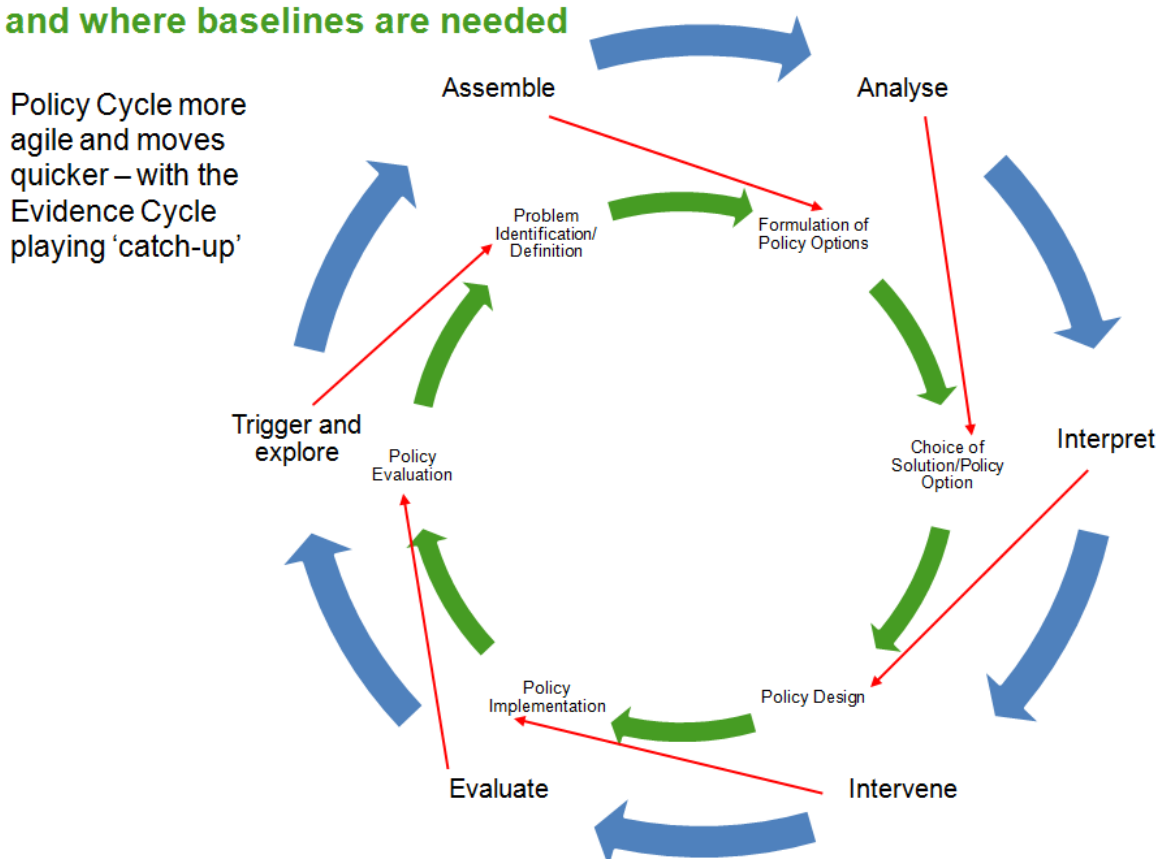 and where baselines are needed
Policy Cycle more
agile and moves
quicker – with the
Evidence Cycle
playing ‘catch-up’
Assemble
Analyse
Problem
Identification/
Definition
Formulation of
Policy Options
Trigger and
explore
Policy
Evaluation
Choice of
Solution/Policy
Option
Interpret
Policy
Implementation
Policy Design
Evaluate
Intervene